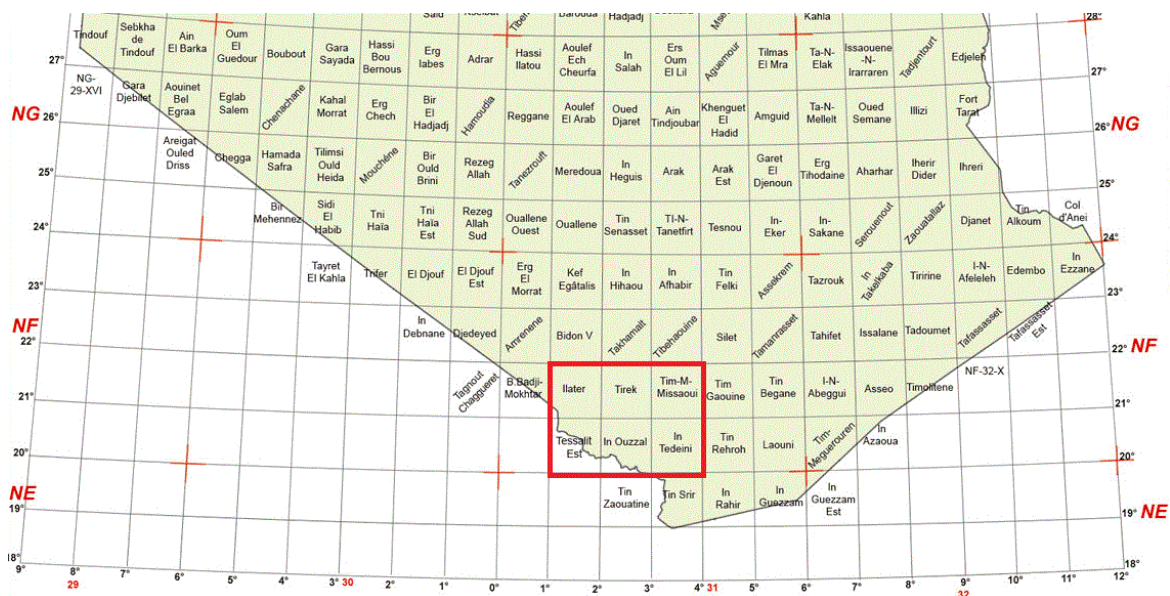 Said
Kselbat
Tiber
Barouda
Hadjadj
Mse
Kahla
28°
Tindouf
Sebkha
de
Tindouf
Ain
El Barka
Oum
El
Guedour
Boubout
Gara
Sayada
Hassi
Bou
Bernous
Erg
Iabes
Adrar
Hassi
Ilatou
Aoulef
Ech
Cheurfa
In
Salah
Ers
Oum
El Lil
Aguemour
Tilmas
El Mra
Ta-N-
Elak
Issaouene
-N-
Irarraren
Tadjentourt
Edjeleh
27°
27°
NG-
29-XVI
Gara
Djebilet
Aouinet
Bel
Egraa
Eglab
Salem
Chenachane
Kahal
Morrat
Erg
Chech
Bir
El
Hadjadj
Hamoudia
Reggane
Aoulef
El Arab
Oued
Djaret
Ain
Tindjoubar
Khenguet
El
Hadid
Amguid
Ta-N-
Mellelt
Oued
Semane
Illizi
Fort
Tarat
NG
26°
26°
NG
Areigat
Ouled
Driss
Chegga
Hamada
Safra
Tilimsi
Ould
Heida
Mouchéne
Bir
Ould
Brini
Rezeg
Allah
Tanezrouft
Meredoua
In
Heguis
Arak
Arak
Est
Garet
El
Djenoun
Erg
Tihodaine
Aharhar
Iherir
Dider
Ihreri
25°
25°
Bir
Mehennez
Sidi
El
Habib
Tni
Haïa
Tni
Haïa
Est
Rezeg
Allah
Sud
Ouallene
Ouest
Ouallene
Tin
Senasset
TI-N-
Tanetfirt
Tesnou
In-
Eker
In-
Sakane
Serouenout
Zaouatallaz
Djanet
Tin
Alkoum
Col
d'Anei
24°
24°
Tayret
El Kahla
Trifer
El Djouf
El Djouf
Est
Erg
El
Morrat
Kef
Egâtalis
In
Hihaou
In
Afhabir
Tin
Felki
Assekrem
Tazrouk
In
Takelkaba
Tiririne
I-N-
Afeleleh
Edembo
In
Ezzane
23°
23°
NF
In
Debnane
Djedeyed
Amrenene
Bidon V
Takhamalt
Tibehaouine
Silet
Tamanrasset
Tahifet
Issalane
Tadoumet
Tafassasset
Tafassasset
Est
NF
22°
22°
Tagnout
Chaggueret
B.Badji-
Mokhtar
Ilater
Tirek
Tim-M-
Missaoui
Tim
Gaouine
Tin
Begane
I-N-
Abeggui
Asseo
Timolitene
NF-32-X
21°
21°
Tessalit
Est
In Ouzzal
In
Tedeini
Tin
Rehroh
Laouni
Tim-
Meguerouren
In
Azaoua
20°
20°
NE
Tin
Zaouatine
Tin Srir
In
Rahir
In
Guezzam
In
Guezzam
Est
19°
19°
NE
18°
9° 8° 7° 6° 5° 4° 3° 30 2° 1° 0° 1° 2° 3° 31 4° 5° 6° 7° 8° 9° 10° 11° 12° 18°
29 32